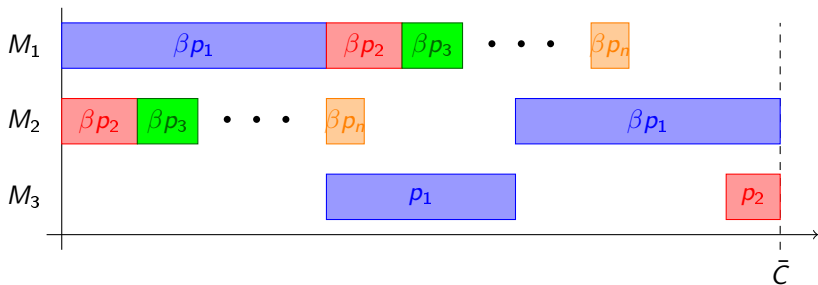 M₁ βp₁ βp₂ βp₃ • • • βpₙ
M₂ βp₂ βp₃ • • • βpₙ βp₁
M₃ p₁ p₂
C̄